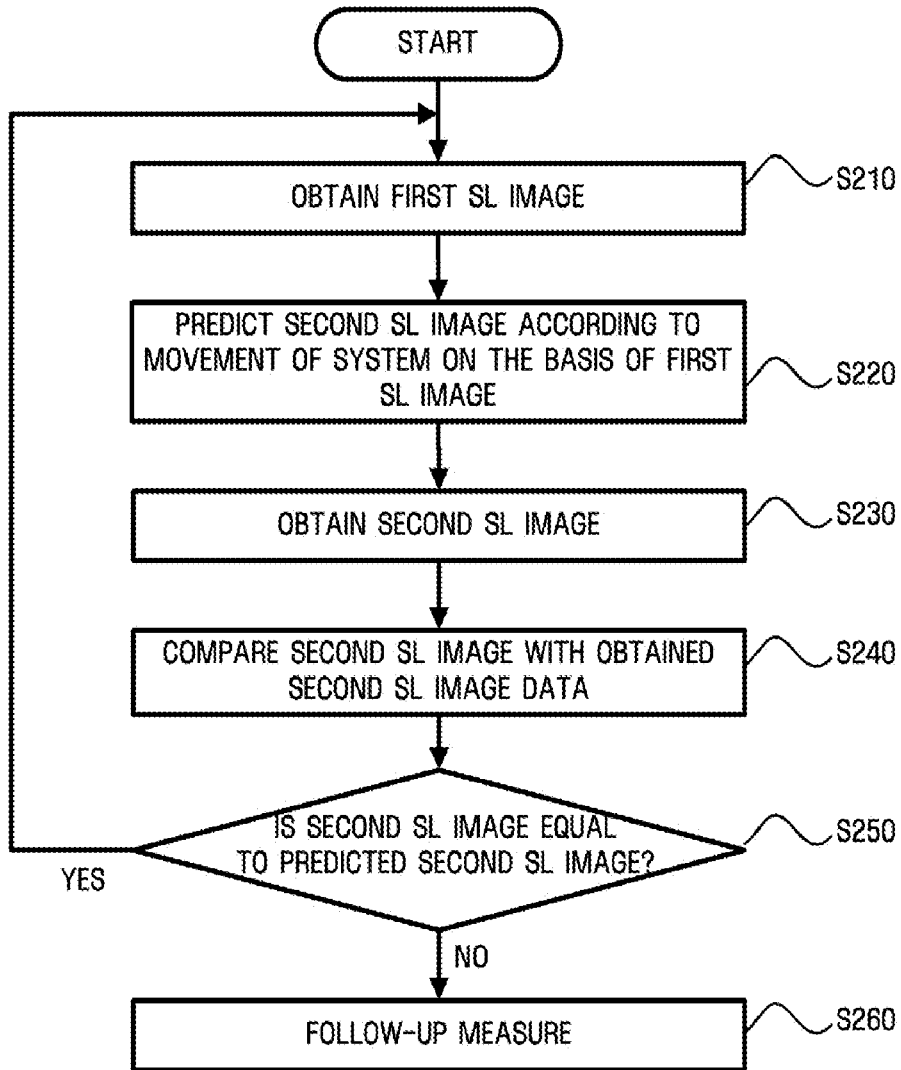 START
OBTAIN FIRST SL IMAGE
S210
PREDICT SECOND SL IMAGE ACCORDING TO
MOVEMENT OF SYSTEM ON THE BASIS OF FIRST
SL IMAGE
S220
OBTAIN SECOND SL IMAGE
S230
COMPARE SECOND SL IMAGE WITH OBTAINED
SECOND SL IMAGE DATA
S240
IS SECOND SL IMAGE EQUAL
TO PREDICTED SECOND SL IMAGE?
S250
YES
NO
FOLLOW-UP MEASURE
S260